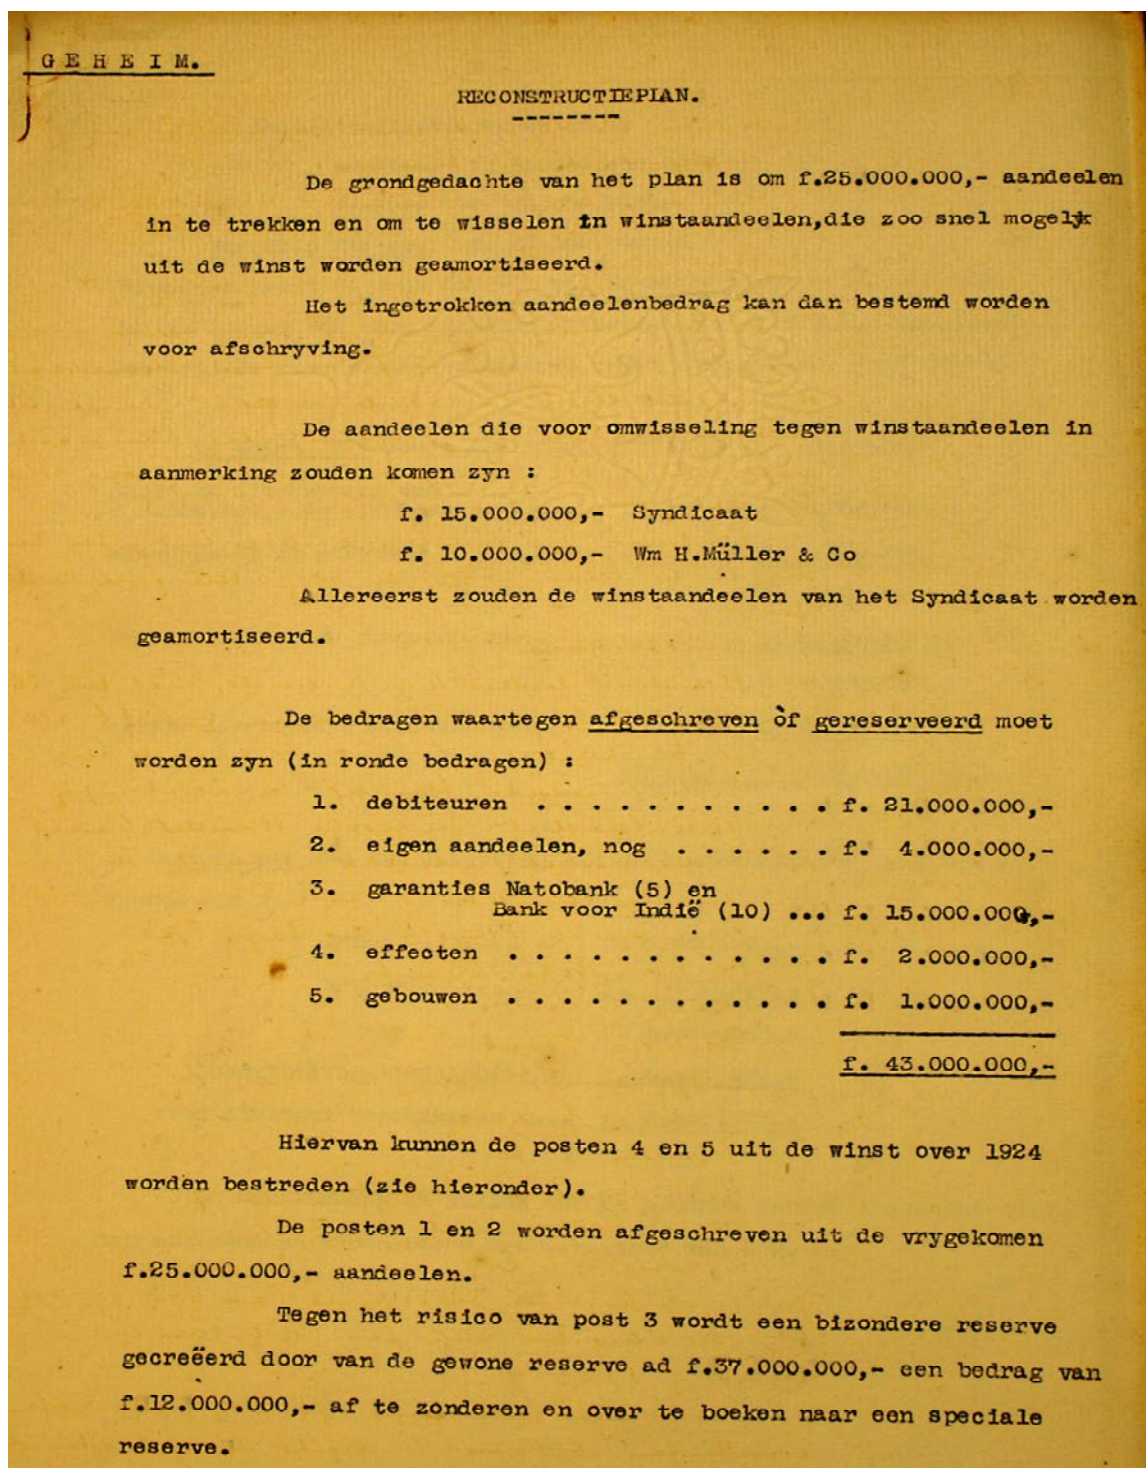 GEHEIM.
RECONSTRUCTIEPLAN.
De grondgedachte van het plan is om f.25.000.000,- aandeelen
in te trekken en om te wisselen in winstaandeelen,die zoo snel mogelyk
uit de winst worden geamortiseerd.
Het ingetrokken aandeelenbedrag kan dan bestemd worden
voor afschryving.
De aandeelen die voor omwisseling tegen winstaandeelen in
aanmerking zouden komen zyn :
f. 15.000.000,- Syndicaat
f. 10.000.000,- Wm H.Müller & Co
Allereerst zouden de winstaandeelen van het Syndicaat worden
geamortiseerd.
De bedragen waartegen afgeschreven òf gereserveerd moet
worden zyn (in ronde bedragen) :
1. debiteuren . . . . . . . . . . . f. 21.000.000,-
2. eigen aandeelen, nog . . . . . . f. 4.000.000,-
3. garanties Natobank (5) en
Bank voor Indië (10) ... f. 15.000.000,-
4. effecten . . . . . . . . . . . . f. 2.000.000,-
5. gebouwen . . . . . . . . . . . . f. 1.000.000,-
f. 43.000.000,-
Hiervan kunnen de posten 4 en 5 uit de winst over 1924
worden bestreden (zie hieronder).
De posten 1 en 2 worden afgeschreven uit de vrygekomen
f.25.000.000,- aandeelen.
Tegen het risico van post 3 wordt een bizondere reserve
gecreëerd door van de gewone reserve ad f.37.000.000,- een bedrag van
f.12.000.000,- af te zonderen en over te boeken naar een speciale
reserve.